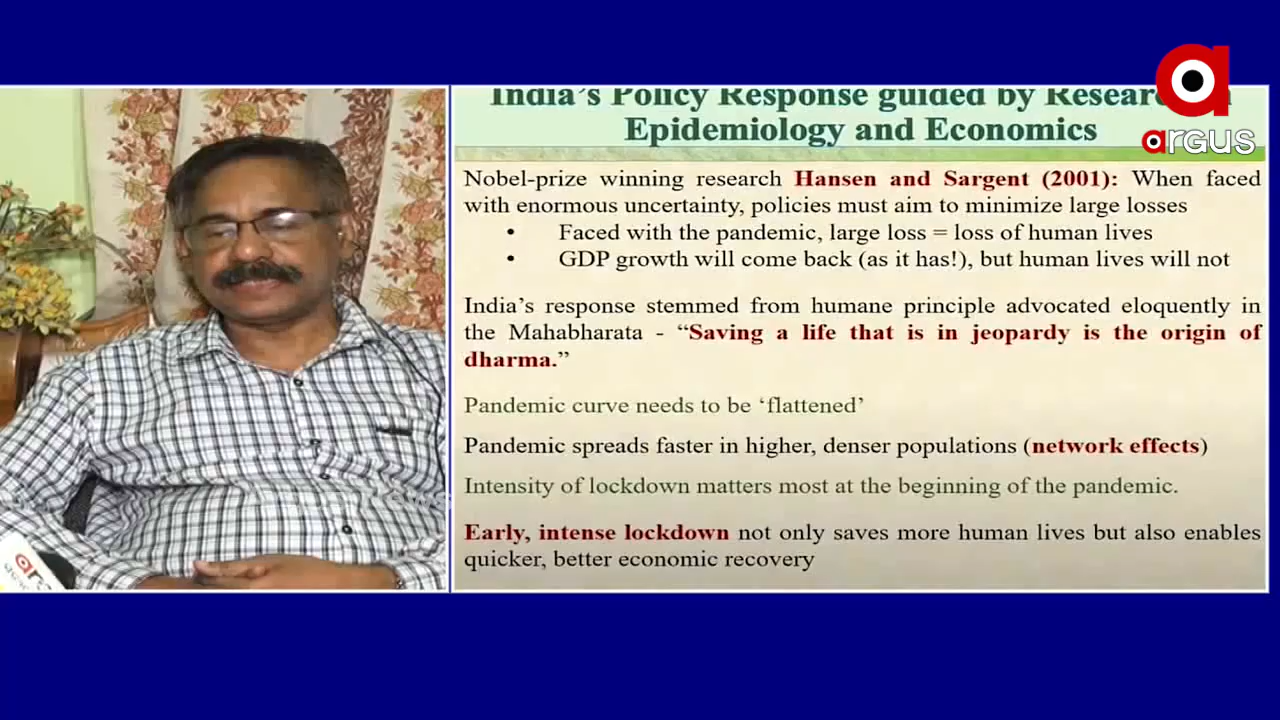 India's Policy Response guided by
Epidemiology and Economics
argus
Nobel-prize winning research Hansen and Sargent (2001): When faced
with enormous uncertainty, policies must aim to minimize large losses
• Faced with the pandemic, large loss = loss of human lives
• GDP growth will come back (as it has!), but human lives will not
India's response stemmed from humane principle advocated eloquently in
the Mahabharata - “Saving a life that is in jeopardy is the origin of
dharma.”
Pandemic curve needs to be ‘flattened’
Pandemic spreads faster in higher, denser populations (network effects)
Intensity of lockdown matters most at the beginning of the pandemic.
Early, intense lockdown not only saves more human lives but also enables
quicker, better economic recovery